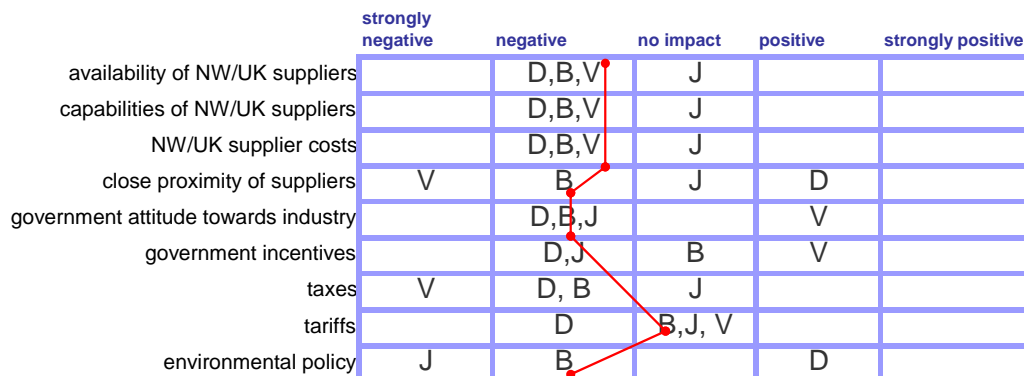 strongly negative negative no impact positive strongly positive
availability of NW/UK suppliers D,B,V J
capabilities of NW/UK suppliers D,B,V J
NW/UK supplier costs D,B,V J
close proximity of suppliers V B J D
government attitude towards industry D,B,J V
government incentives D,J B V
taxes V D, B J
tariffs D B,J, V
environmental policy J B D